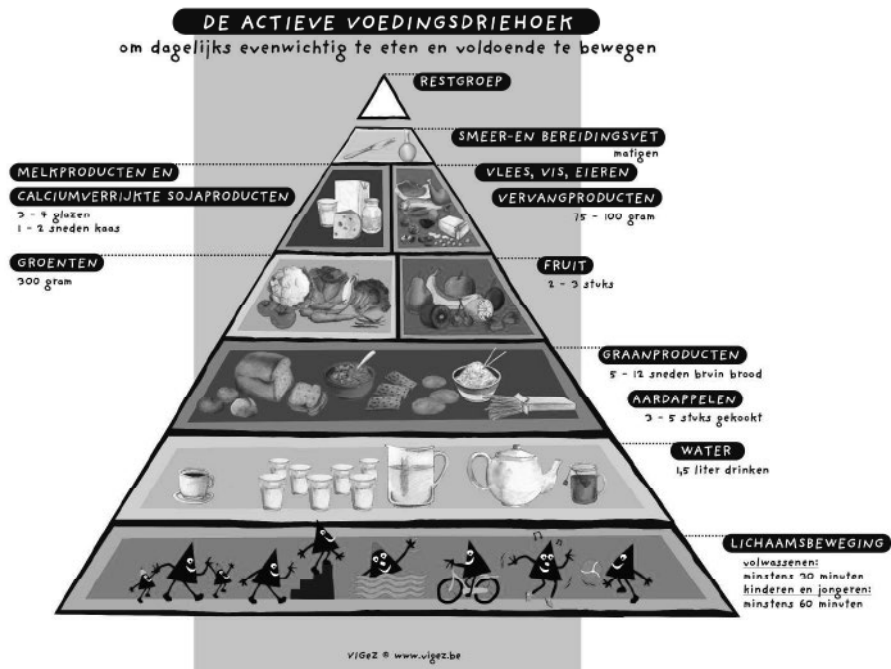 DE ACTIEVE VOEDINGSDRIEHOEK
om dagelijks evenwichtig te eten en voldoende te bewegen
RESTGROEP
SMEER-EN BEREIDINGSVET
matigen
MELKPRODUCTEN EN
CALCIUMVERRIJKTE SOJAPRODUCTEN
3 - 4 glazen
1 - 2 sneden kaas
VLEES, VIS, EIEREN
VERVANGPRODUCTEN
75 - 100 gram
GROENTEN
300 gram
FRUIT
2 - 3 stuks
GRAANPRODUCTEN
5 - 12 sneden bruin brood
AARDAPPELEN
3 - 5 stuks gekookt
WATER
1,5 liter drinken
LICHAAMSBEWEGING
volwassenen:
minstens 30 minuten
kinderen en jongeren:
minstens 60 minuten
VIGeZ © www.vigez.be